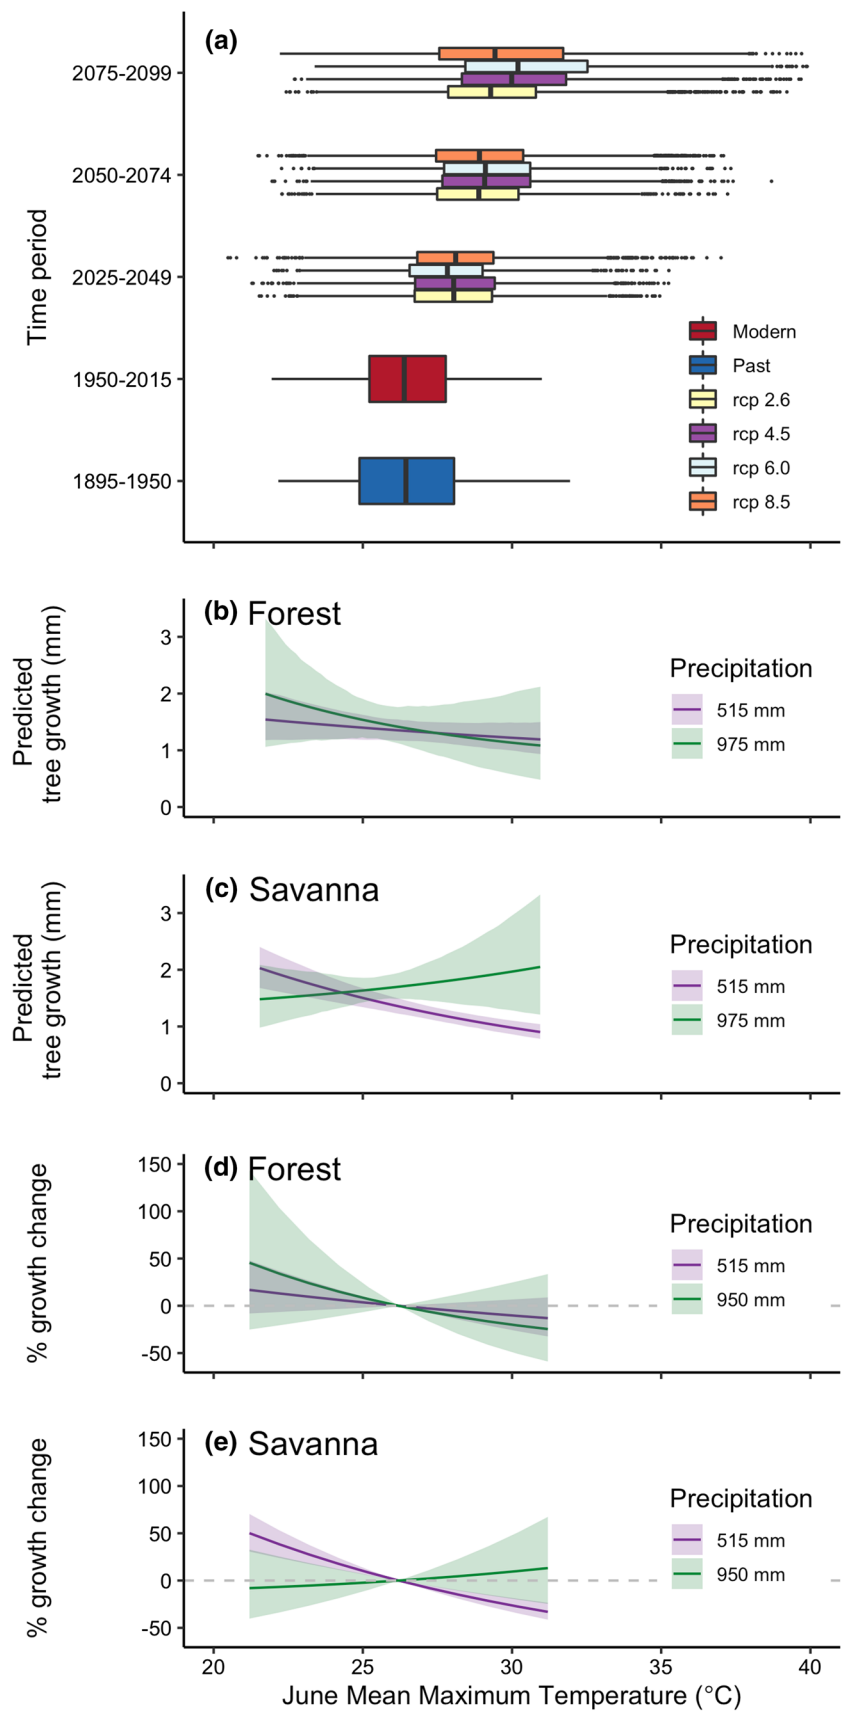 (a)
Time period
2075-2099
2050-2074
2025-2049
1950-2015
1895-1950
Modern
Past
rcp 2.6
rcp 4.5
rcp 6.0
rcp 8.5
(b) Forest
Predicted
tree growth (mm)
3
2
1
0
Precipitation
515 mm
975 mm
(c) Savanna
Predicted
tree growth (mm)
3
2
1
0
Precipitation
515 mm
975 mm
(d) Forest
% growth change
150
100
50
0
-50
Precipitation
515 mm
950 mm
(e) Savanna
% growth change
150
100
50
0
-50
Precipitation
515 mm
950 mm
20 25 30 35 40
June Mean Maximum Temperature (°C)